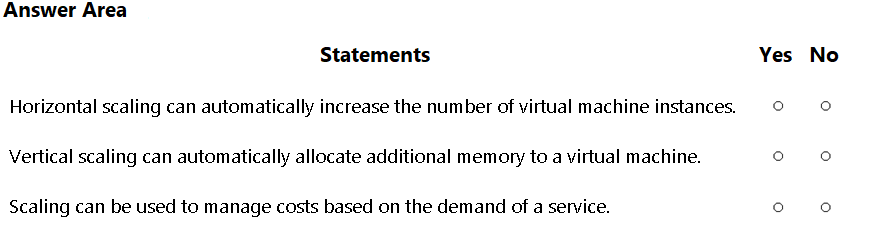 Answer Area
Statements Yes No
Horizontal scaling can automatically increase the number of virtual machine instances.
Vertical scaling can automatically allocate additional memory to a virtual machine.
Scaling can be used to manage costs based on the demand of a service.